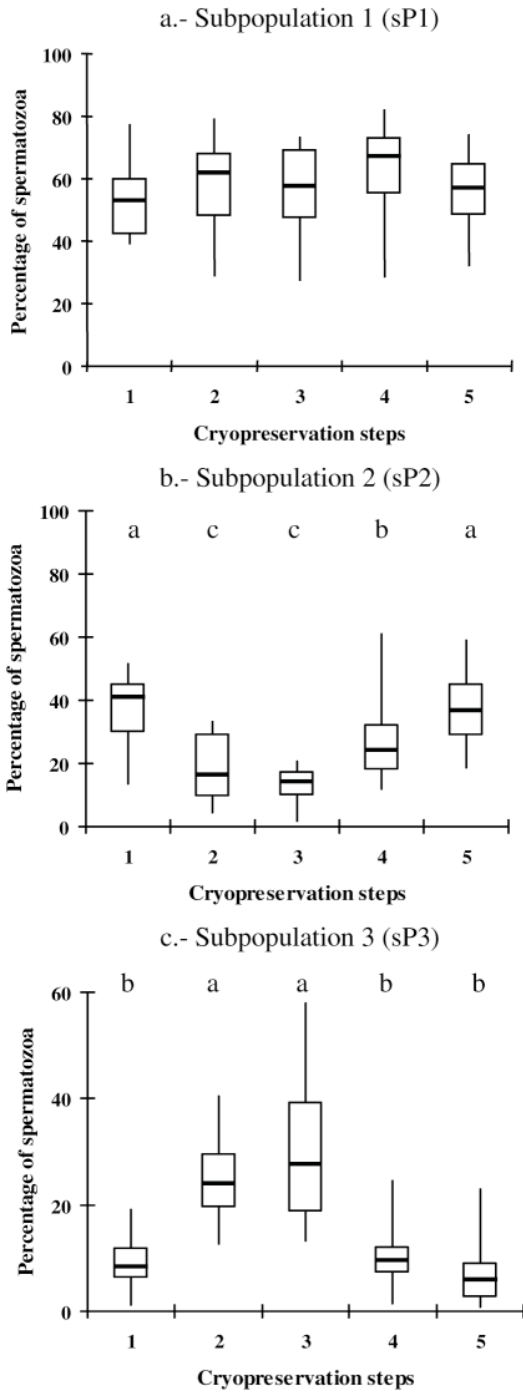 a.- Subpopulation 1 (sP1)
Percentage of spermatozoa
100
80
60
40
20
0
1 2 3 4 5
Cryopreservation steps
b.- Subpopulation 2 (sP2)
Percentage of spermatozoa
100
80
60
40
20
0
a c c b a
1 2 3 4 5
Cryopreservation steps
c.- Subpopulation 3 (sP3)
Percentage of spermatozoa
60
40
20
0
b a a b b
1 2 3 4 5
Cryopreservation steps